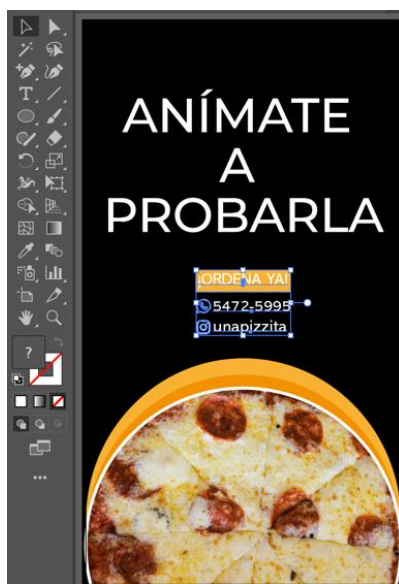 ANÍMATE
A
PROBARLA
¡ORDENA YA!
5472-5995
unapizzita
?